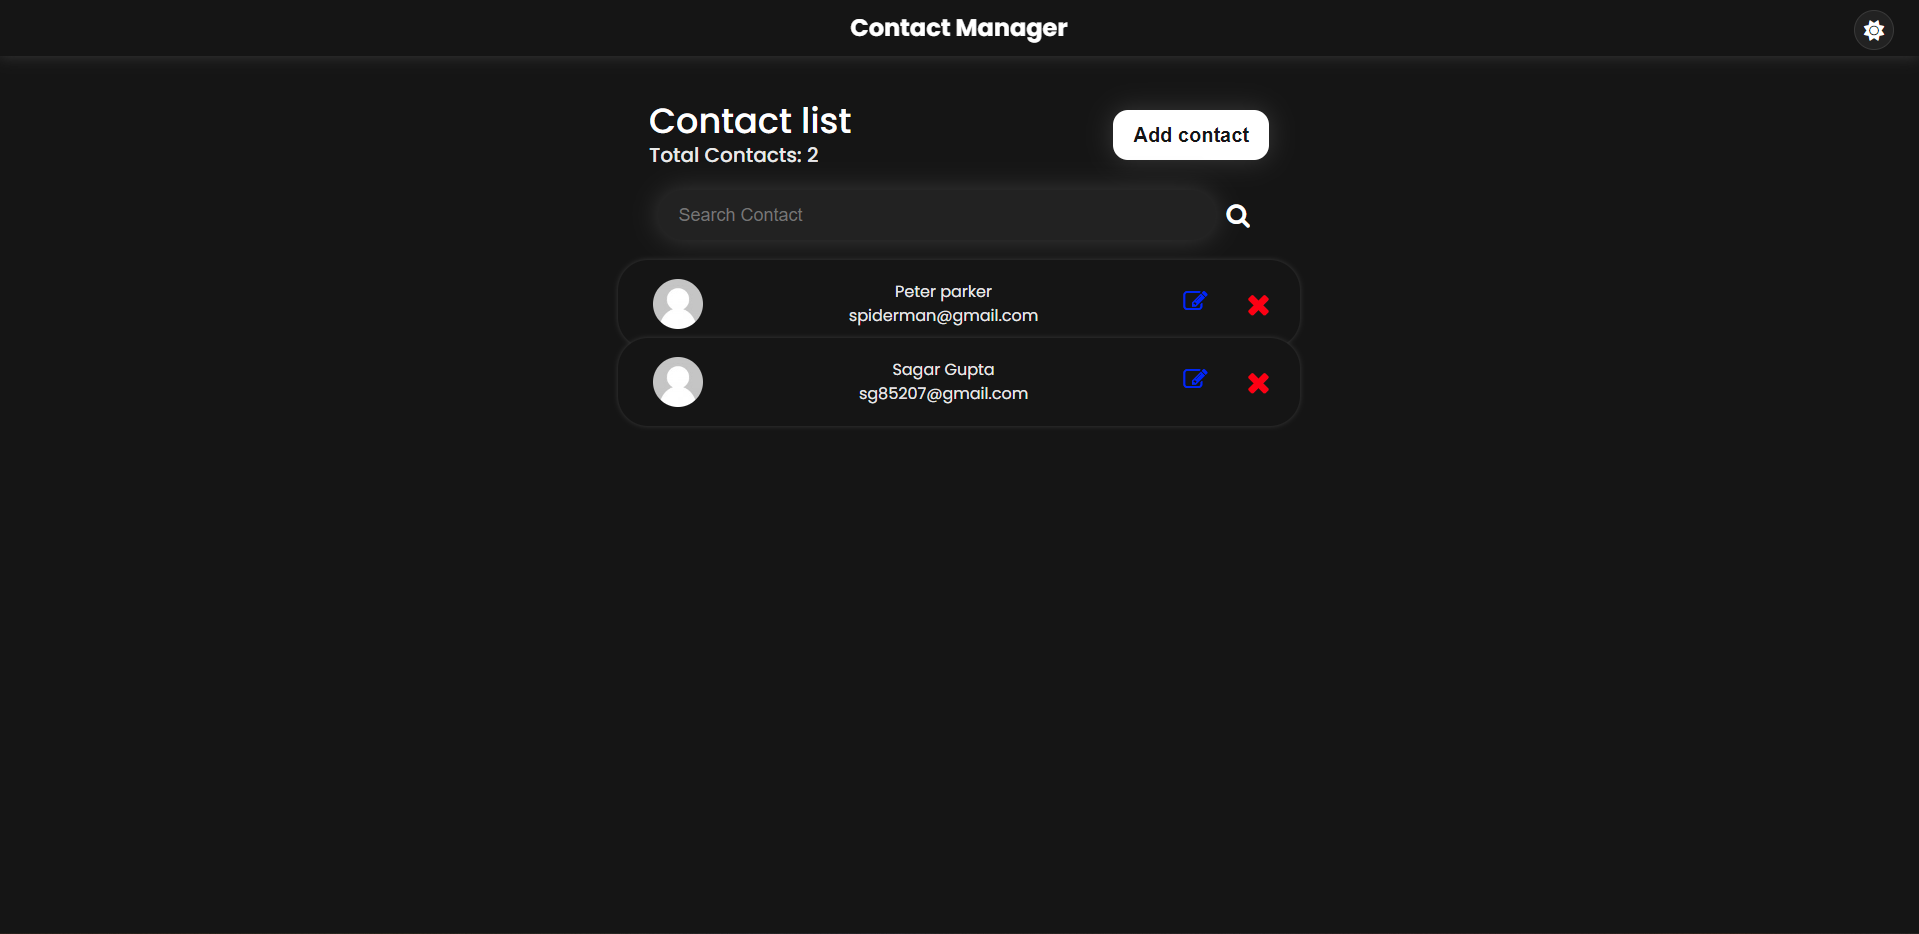 Contact Manager
Contact list
Add contact
Total Contacts: 2
Search Contact
Peter parker
spiderman@gmail.com
Sagar Gupta
sg85207@gmail.com